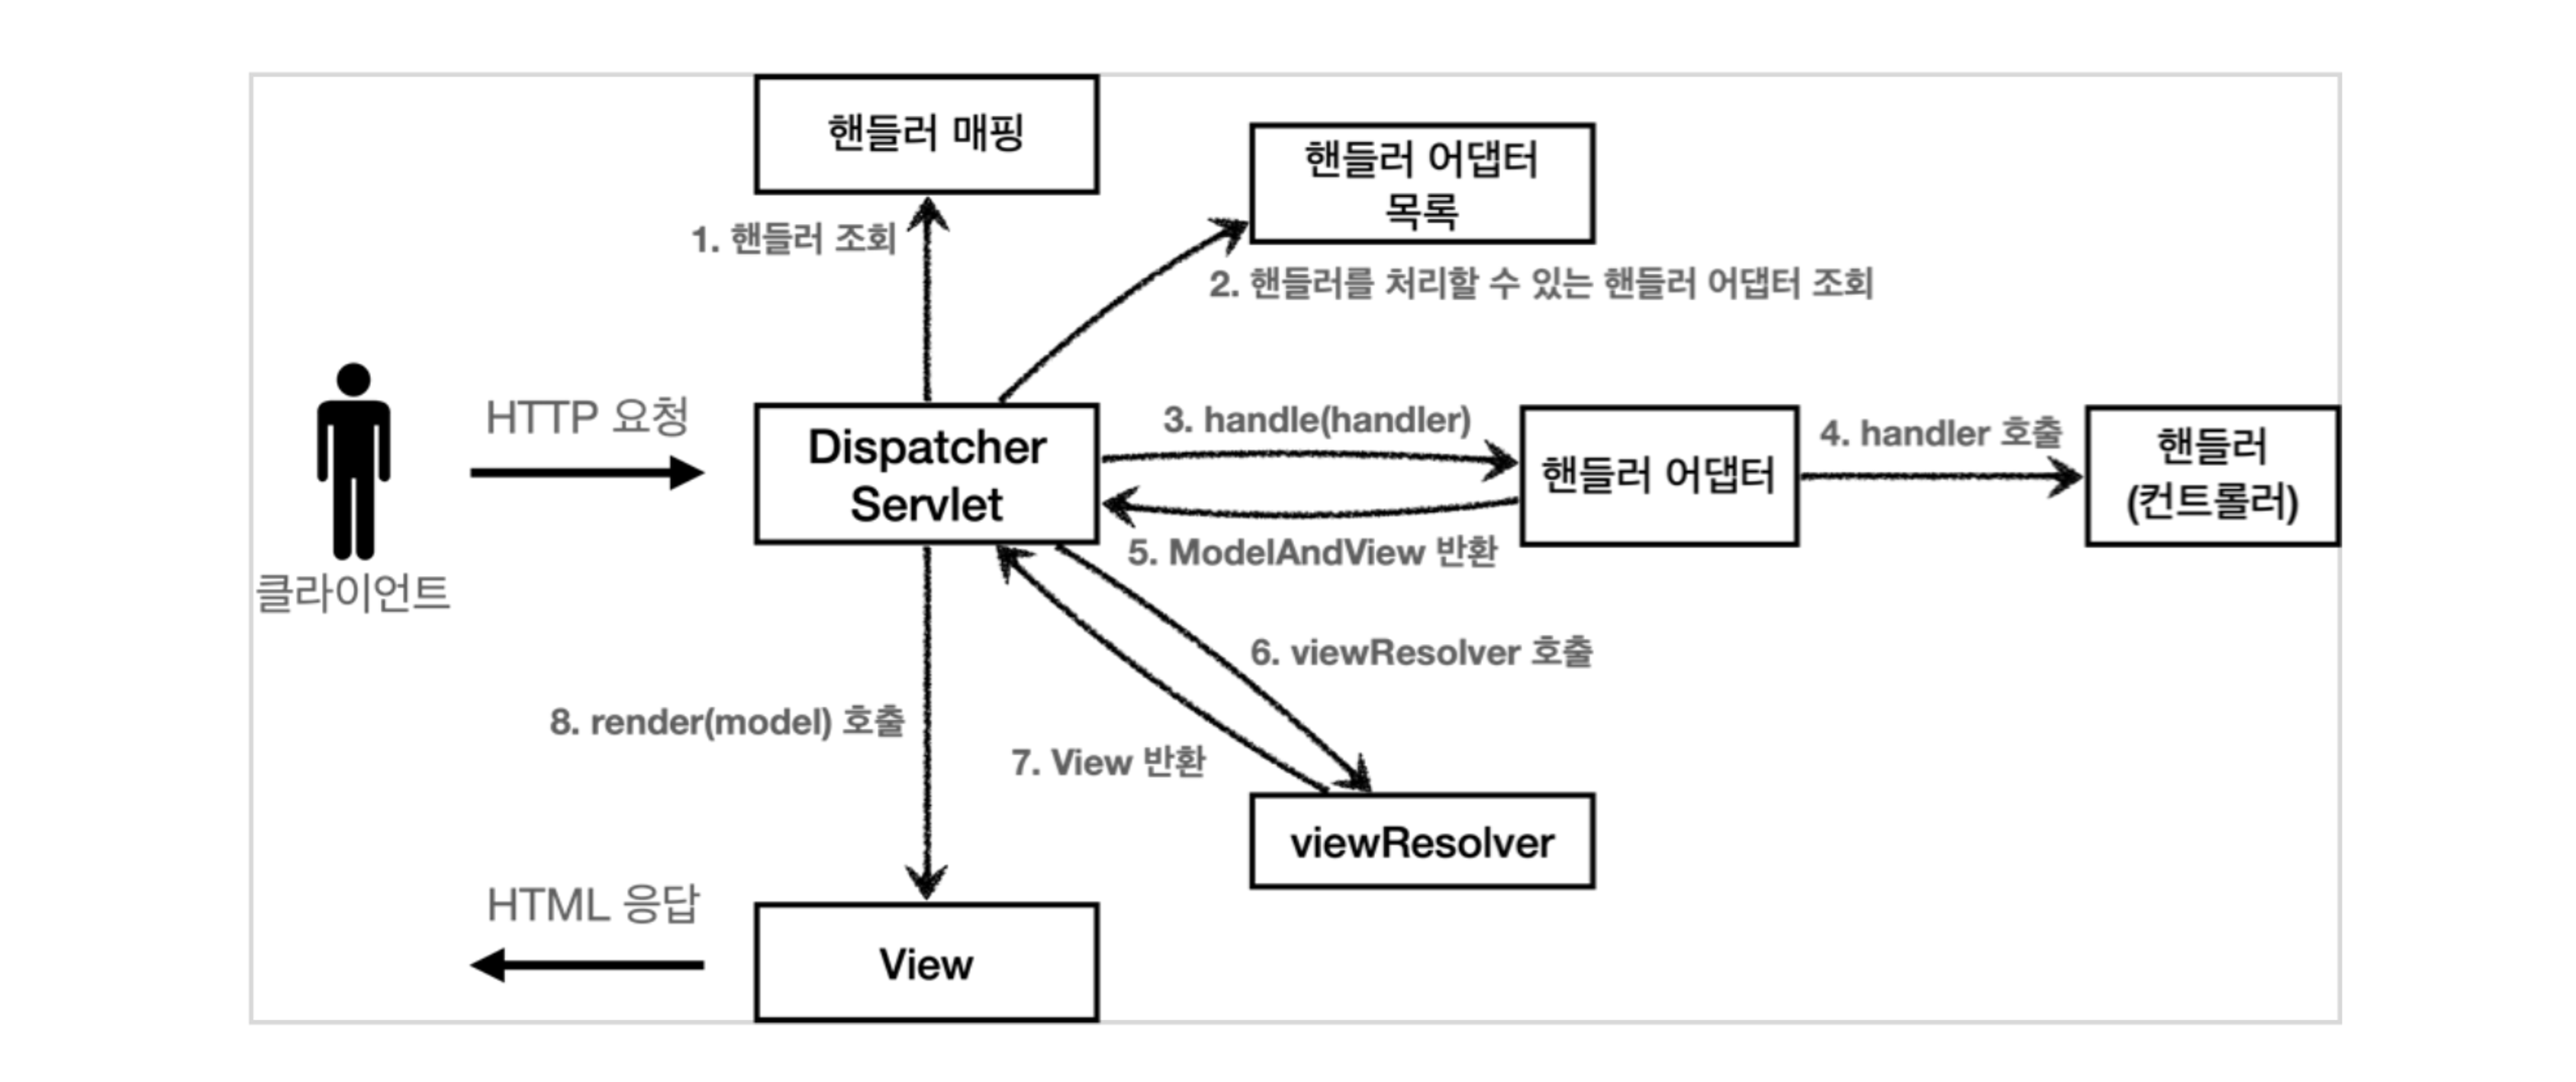 핸들러 매핑
핸들러 어댑터
목록
1. 핸들러 조회
2. 핸들러를 처리할 수 있는 핸들러 어댑터 조회
HTTP 요청
Dispatcher
Servlet
3. handle(handler)
핸들러 어댑터
4. handler 호출
핸들러
(컨트롤러)
5. ModelAndView 반환
클라이언트
6. viewResolver 호출
8. render(model) 호출
7. View 반환
viewResolver
HTML 응답
View